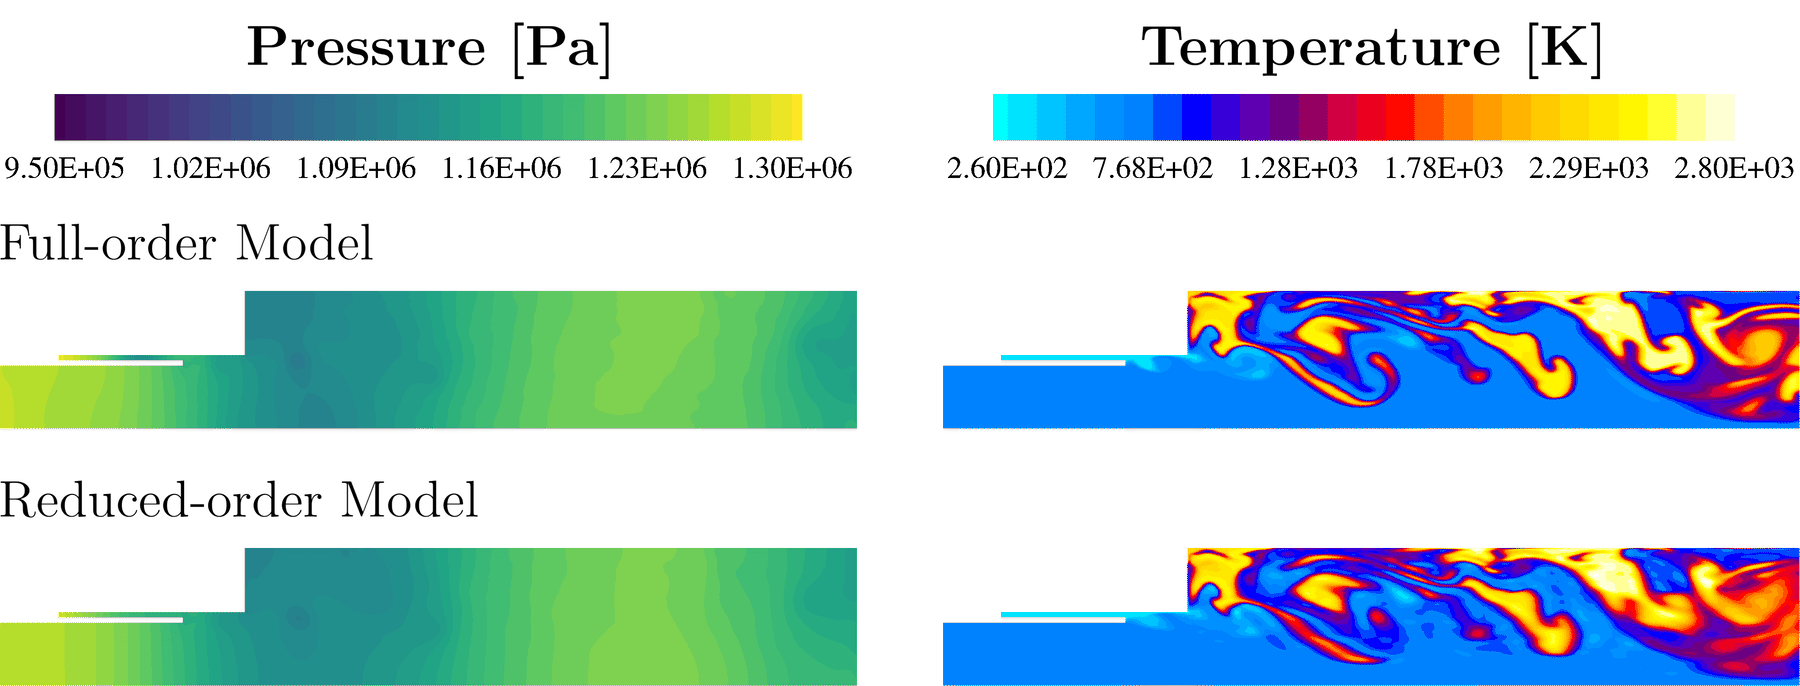 Pressure [Pa]
9.50E+05 1.02E+06 1.09E+06 1.16E+06 1.23E+06 1.30E+06
Temperature [K]
2.60E+02 7.68E+02 1.28E+03 1.78E+03 2.29E+03 2.80E+03
Full-order Model
Reduced-order Model